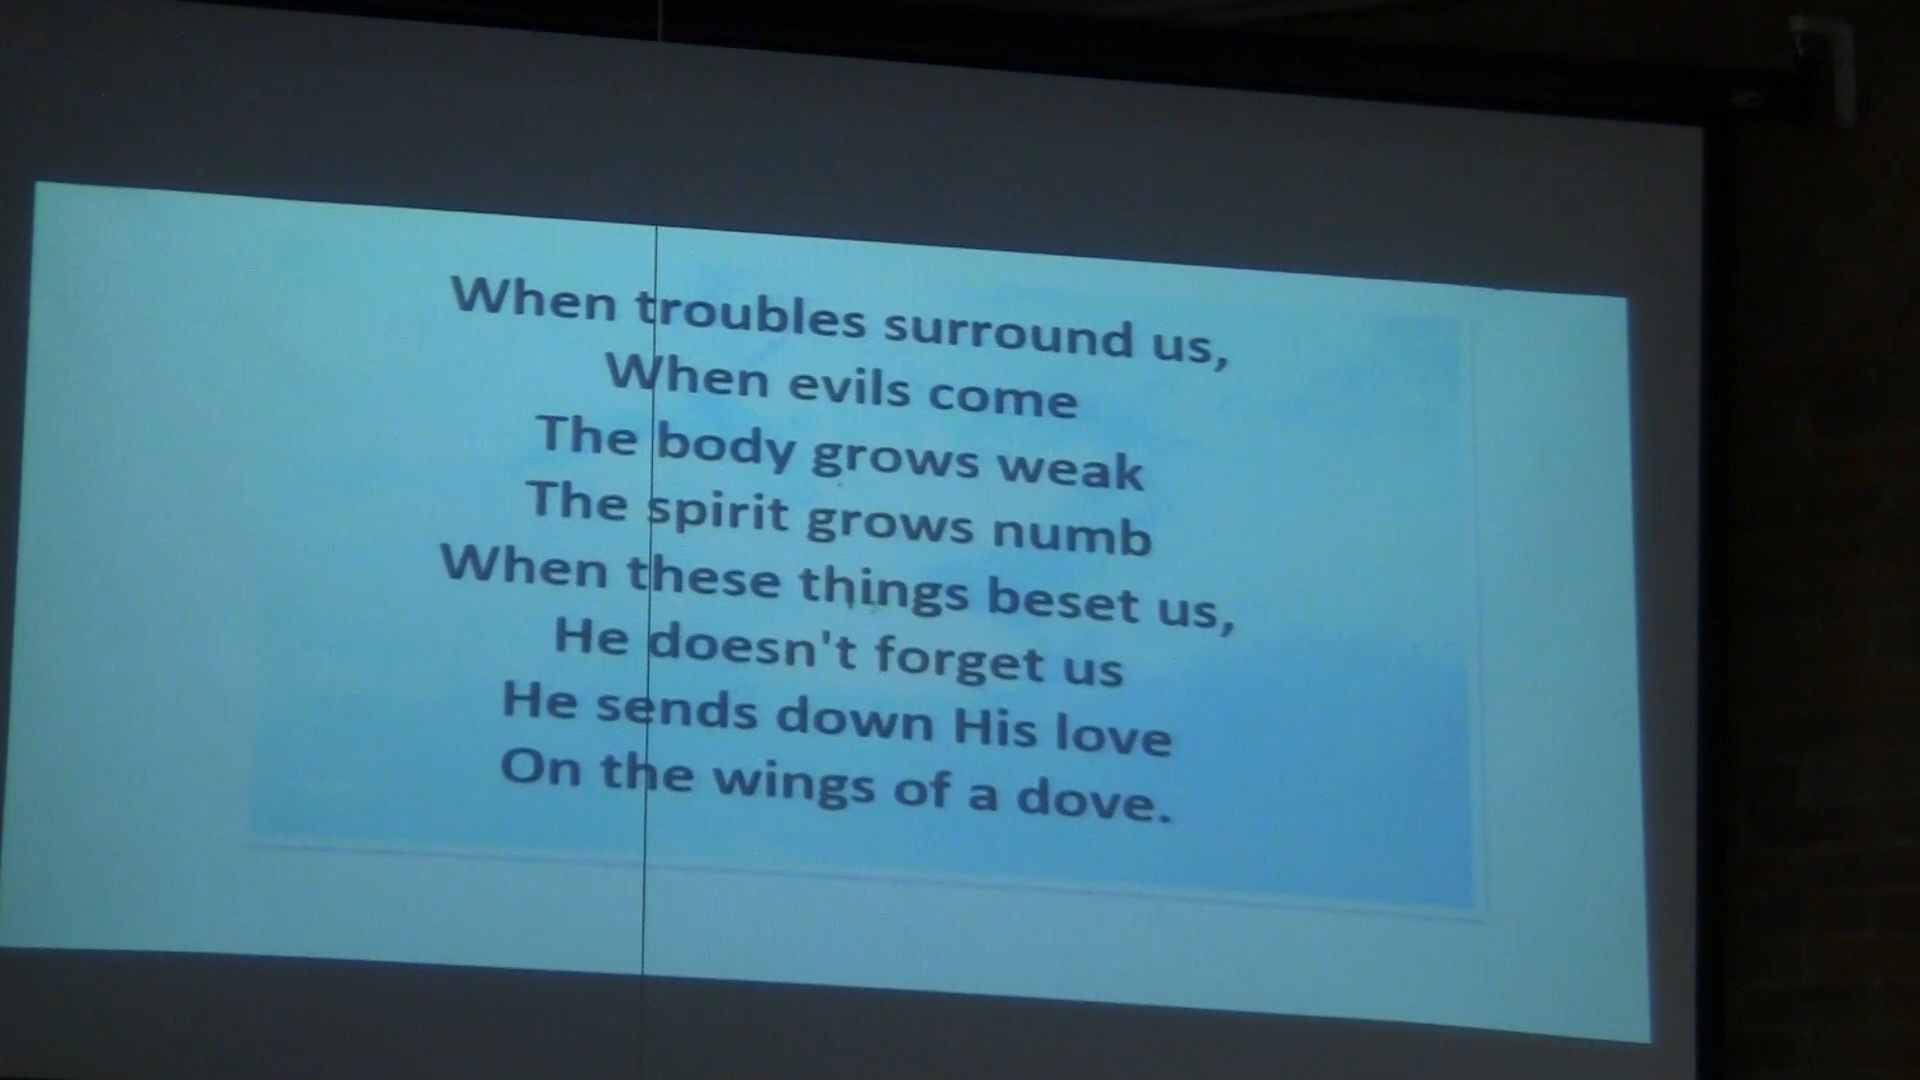 When troubles surround us,
When evils come
The body grows weak
The spirit grows numb
When these things beset us,
He doesn't forget us
He sends down His love
On the wings of a dove.